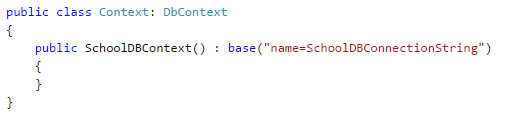 public class Context: DbContext
{
    public SchoolDBContext() : base("name=SchoolDBConnectionString")
    {
    }
}